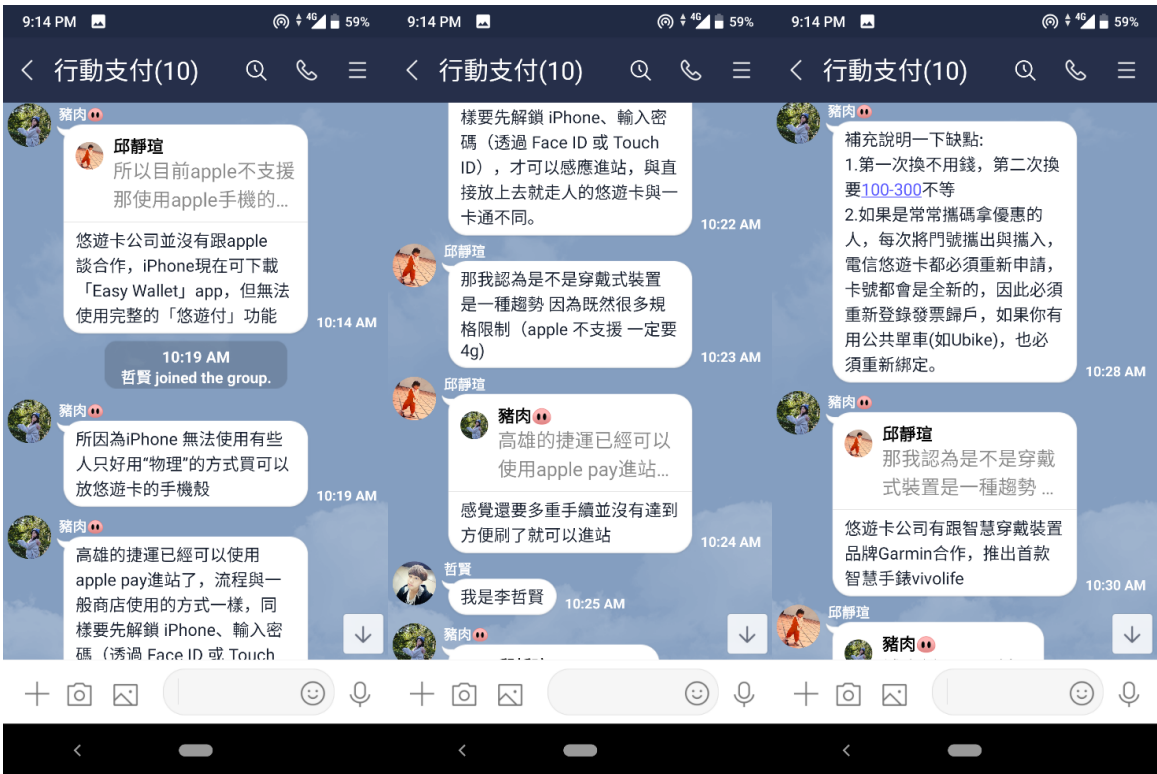 9:14 PM
4G
59%
行動支付(10)
豬肉🐽
邱靜瑄
所以目前apple不支援
那使用apple手機的...
悠遊卡公司並沒有跟apple
談合作，iPhone現在可下載
「Easy Wallet」app，但無法
使用完整的「悠遊付」功能
10:14 AM
10:19 AM
哲賢 joined the group.
豬肉🐽
所因為iPhone 無法使用有些
人只好用“物理”的方式買可以
放悠遊卡的手機殼
10:19 AM
豬肉🐽
高雄的捷運已經可以使用
apple pay進站了，流程與一
般商店使用的方式一樣，同
樣要先解鎖 iPhone、輸入密
碼（透過 Face ID 或 Touch
9:14 PM
4G
59%
行動支付(10)
樣要先解鎖 iPhone、輸入密
碼（透過 Face ID 或 Touch
ID），才可以感應進站，與直
接放上去就走人的悠遊卡與一
卡通不同。
10:22 AM
邱靜瑄
那我認為是不是穿戴式裝置
是一種趨勢 因為既然很多規
格限制（apple 不支援 一定要
4g)
10:23 AM
邱靜瑄
豬肉🐽
高雄的捷運已經可以
使用apple pay進站...
感覺還要多重手續並沒有達到
方便刷了就可以進站
10:24 AM
哲賢
我是李哲賢
10:25 AM
豬肉🐽
9:14 PM
4G
59%
行動支付(10)
豬肉🐽
補充說明一下缺點:
1.第一次換不用錢，第二次換
要100-300不等
2.如果是常常攜碼拿優惠的
人，每次將門號攜出與攜入，
電信悠遊卡都必須重新申請，
卡號都會是全新的，因此必須
重新登錄發票歸戶，如果你有
用公共單車(如Ubike)，也必
須重新綁定。
10:28 AM
豬肉🐽
邱靜瑄
那我認為是不是穿戴
式裝置是一種趨勢 ...
悠遊卡公司有跟智慧穿戴裝置
品牌Garmin合作，推出首款
智慧手錶vivolife
10:30 AM
邱靜瑄
豬肉🐽